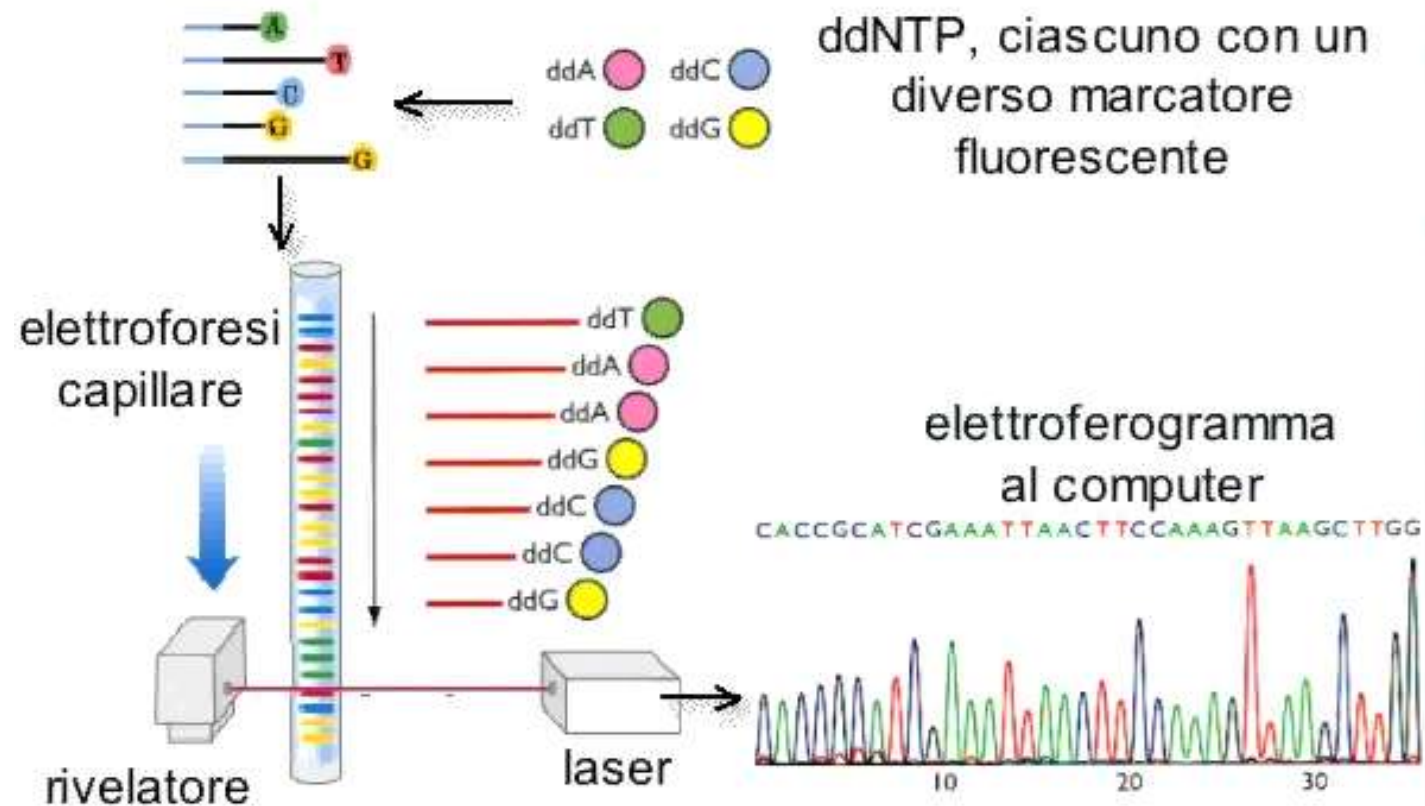 A
T
C
G
G
ddA ddC
ddT ddG
ddNTP, ciascuno con un
diverso marcatore
fluorescente
elettroforesi
capillare
ddT
ddA
ddA
ddG
ddC
ddC
ddG
rivelatore
laser
elettroferogramma
al computer
CACCGCATCGAAATTAACTTCCAAAGTTAAGCTTGG
10 20 30